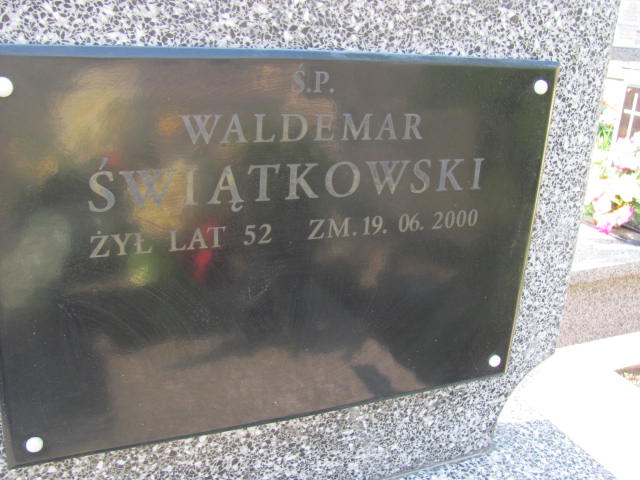 Ś.P.
WALDEMAR
ŚWIĄTKOWSKI
ŻYŁ LAT 52 ZM. 19. 06. 2000